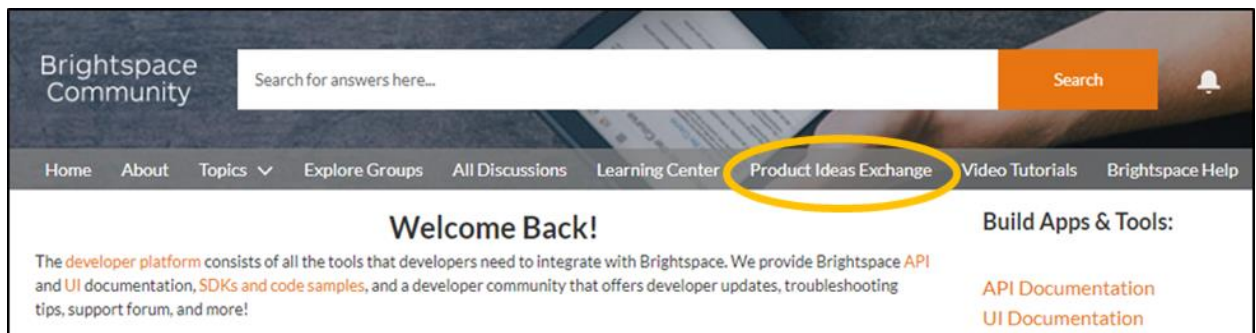 Brightspace
Community
Search for answers here...
Search
Home About Topics Explore Groups All Discussions Learning Center Product Ideas Exchange Video Tutorials Brightspace Help
Welcome Back!
The developer platform consists of all the tools that developers need to integrate with Brightspace. We provide Brightspace API
and UI documentation, SDKs and code samples, and a developer community that offers developer updates, troubleshooting
tips, support forum, and more!
Build Apps & Tools:
API Documentation
UI Documentation